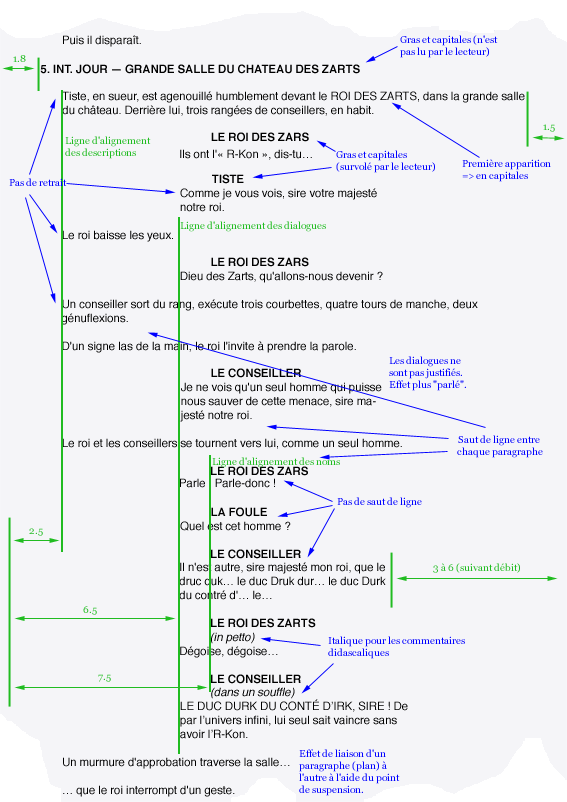 Puis il disparaît.
Gras et capitales (n'est
pas lu par le lecteur)
1.8
5. INT. JOUR — GRANDE SALLE DU CHATEAU DES ZARTS
Tiste, en sueur, est agenouillé humblement devant le ROI DES ZARTS, dans la grande salle
du château. Derrière lui, trois rangées de conseillers, en habit.
1.5
Ligne d'alignement
des descriptions
LE ROI DES ZARS
Ils ont l'« R-Kon », dis-tu…
Gras et capitales
(survolé par le lecteur)
Première apparition
=> en capitales
Pas de retrait
TISTE
Comme je vous vois, sire votre majesté
notre roi.
Ligne d'alignement des dialogues
Le roi baisse les yeux.
LE ROI DES ZARS
Dieu des Zarts, qu'allons-nous devenir ?
Un conseiller sort du rang, exécute trois courbettes, quatre tours de manche, deux
génuflexions.
D'un signe las de la main, le roi l'invite à prendre la parole.
Les dialogues ne
sont pas justifiés.
Effet plus "parlé".
LE CONSEILLER
Je ne vois qu'un seul homme qui puisse
nous sauver de cette menace, sire ma-
jesté notre roi.
Le roi et les conseillers se tournent vers lui, comme un seul homme.
Saut de ligne entre
chaque paragraphe
Ligne d'alignement des noms
LE ROI DES ZARS
Parle ! Parle-donc !
Pas de saut de ligne
LA FOULE
Quel est cet homme ?
2.5
LE CONSEILLER
Il n'est autre, sire majesté mon roi, que le
druc duk… le duc Druk dur… le duc Durk
du contré d'… le…
3 à 6 (suivant débit)
6.5
LE ROI DES ZARTS
(in petto)
Dégoise, dégoise…
Italique pour les commentaires
didascaliques
7.5
LE CONSEILLER
(dans un souffle)
LE DUC DURK DU CONTÉ D'IRK, SIRE ! De
par l'univers infini, lui seul sait vaincre sans
avoir l'R-Kon.
Un murmure d'approbation traverse la salle…
Effet de liaison d'un
paragraphe (plan) à
l'autre à l'aide du point
de suspension.
… que le roi interrompt d'un geste.